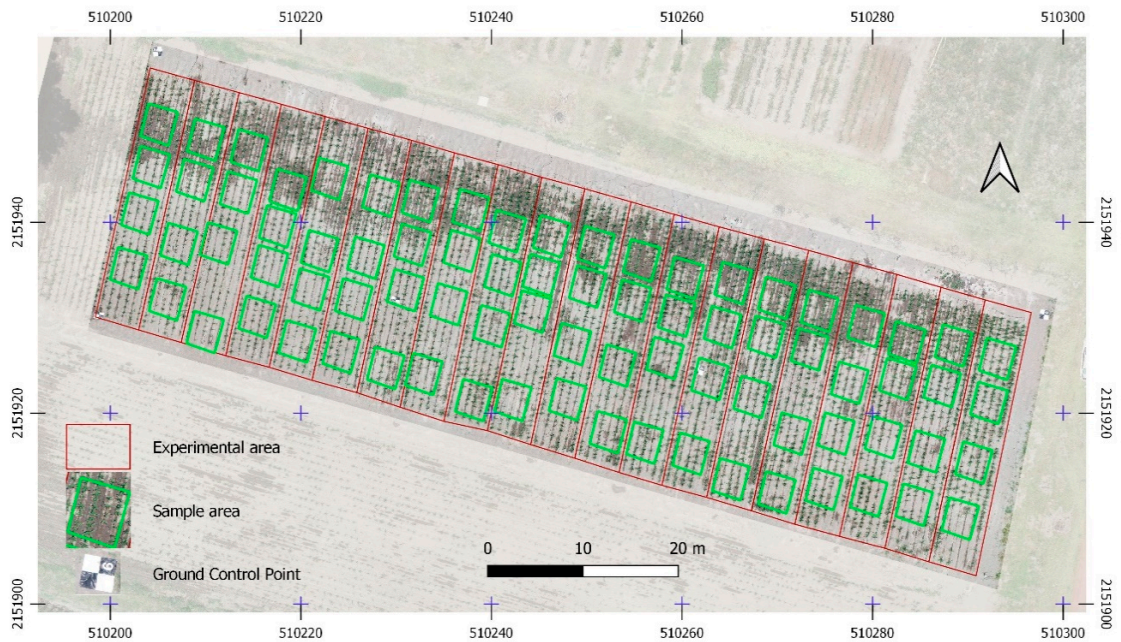 510200 510220 510240 510260 510280 510300
2151940 2151940
2151920 2151920
Experimental area
Sample area
0 10 20 m
Ground Control Point
2151900 2151900
510200 510220 510240 510260 510280 510300